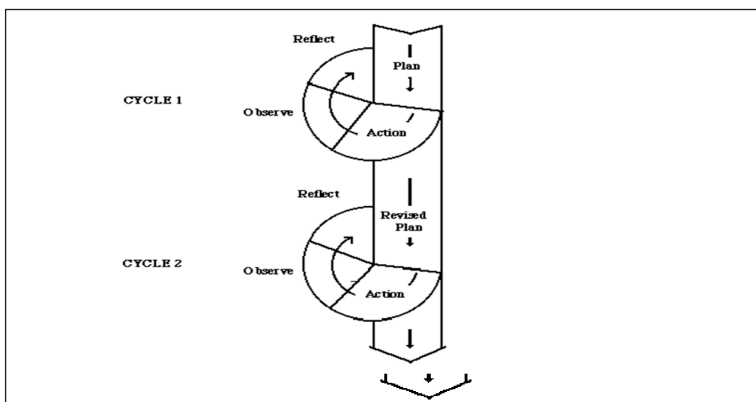 Reflect
Plan
CYCLE 1
Observe
Action
Reflect
Revised
Plan
CYCLE 2
Observe
Action